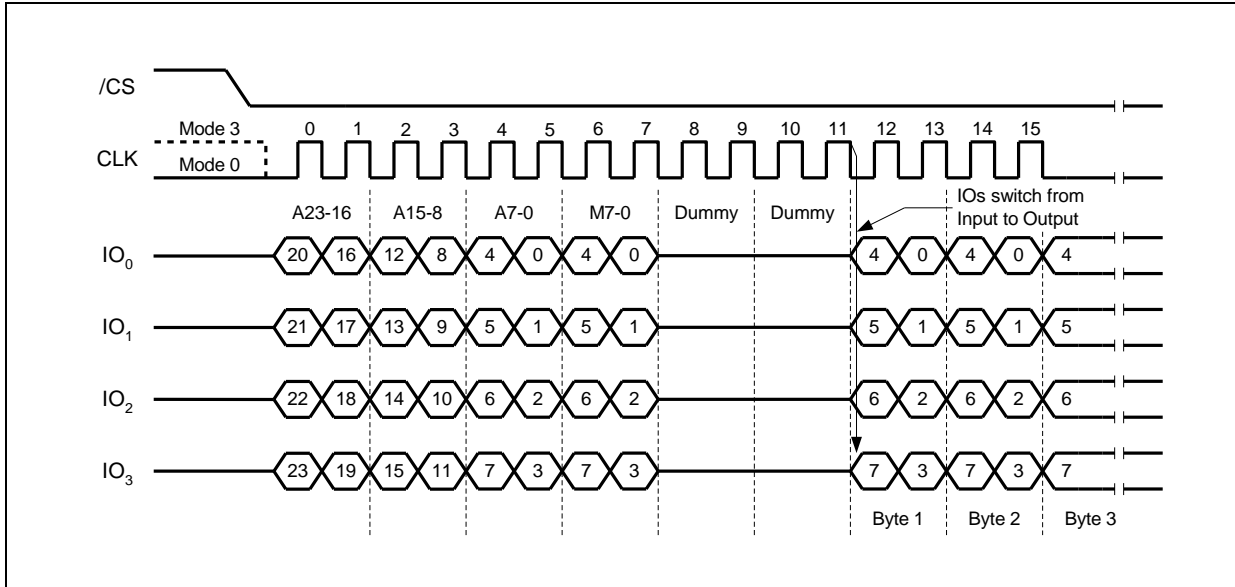 /CS
Mode 3 0 1 2 3 4 5 6 7 8 9 10 11 12 13 14 15
CLK
Mode 0
A23-16 A15-8 A7-0 M7-0 Dummy Dummy
IOs switch from
Input to Output
IO0 20 16 12 8 4 0 4 0 4 0 4 0 4
IO1 21 17 13 9 5 1 5 1 5 1 5 1 5
IO2 22 18 14 10 6 2 6 2 6 2 6 2 6
IO3 23 19 15 11 7 3 7 3 7 3 7 3 7
Byte 1 Byte 2 Byte 3